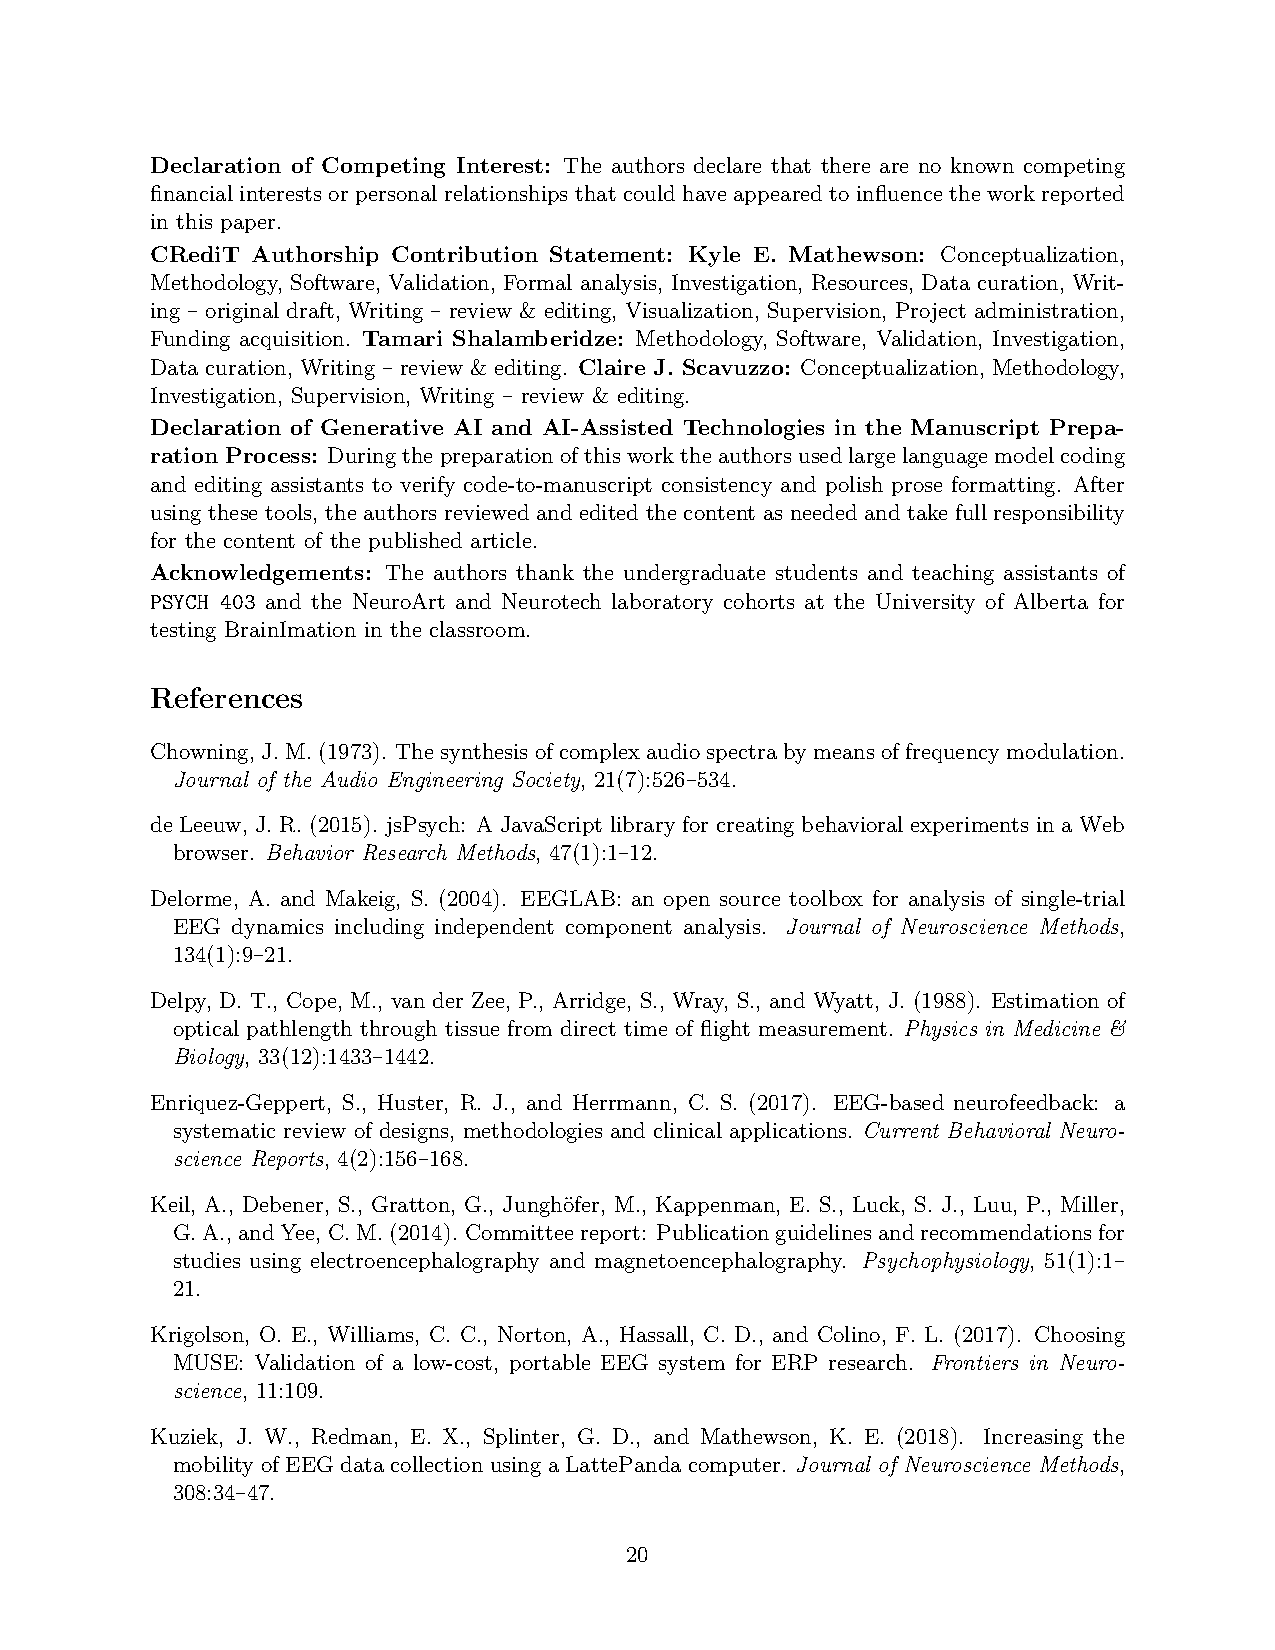 Declaration of Competing Interest: The authors declare that there are no known competing
financial interests or personal relationships that could have appeared to influence the work reported
in this paper.
CRediT Authorship Contribution Statement: Kyle E. Mathewson: Conceptualization,
Methodology, Software, Validation, Formal analysis, Investigation, Resources, Data curation, Writ-
ing – original draft, Writing – review & editing, Visualization, Supervision, Project administration,
Funding acquisition. Tamari Shalamberidze: Methodology, Software, Validation, Investigation,
Data curation, Writing – review & editing. Claire J. Scavuzzo: Conceptualization, Methodology,
Investigation, Supervision, Writing – review & editing.
Declaration of Generative AI and AI-Assisted Technologies in the Manuscript Prepa-
ration Process: During the preparation of this work the authors used large language model coding
and editing assistants to verify code-to-manuscript consistency and polish prose formatting. After
using these tools, the authors reviewed and edited the content as needed and take full responsibility
for the content of the published article.
Acknowledgements: The authors thank the undergraduate students and teaching assistants of
PSYCH 403 and the NeuroArt and Neurotech laboratory cohorts at the University of Alberta for
testing BrainImation in the classroom.
References
Chowning, J. M. (1973). The synthesis of complex audio spectra by means of frequency modulation.
Journal of the Audio Engineering Society, 21(7):526–534.
de Leeuw, J. R. (2015). jsPsych: A JavaScript library for creating behavioral experiments in a Web
browser. Behavior Research Methods, 47(1):1–12.
Delorme, A. and Makeig, S. (2004). EEGLAB: an open source toolbox for analysis of single-trial
EEG dynamics including independent component analysis. Journal of Neuroscience Methods,
134(1):9–21.
Delpy, D. T., Cope, M., van der Zee, P., Arridge, S., Wray, S., and Wyatt, J. (1988). Estimation of
optical pathlength through tissue from direct time of flight measurement. Physics in Medicine &
Biology, 33(12):1433–1442.
Enriquez-Geppert, S., Huster, R. J., and Herrmann, C. S. (2017). EEG-based neurofeedback: a
systematic review of designs, methodologies and clinical applications. Current Behavioral Neuro-
science Reports, 4(2):156–168.
Keil, A., Debener, S., Gratton, G., Junghöfer, M., Kappenman, E. S., Luck, S. J., Luu, P., Miller,
G. A., and Yee, C. M. (2014). Committee report: Publication guidelines and recommendations for
studies using electroencephalography and magnetoencephalography. Psychophysiology, 51(1):1–
21.
Krigolson, O. E., Williams, C. C., Norton, A., Hassall, C. D., and Colino, F. L. (2017). Choosing
MUSE: Validation of a low-cost, portable EEG system for ERP research. Frontiers in Neuro-
science, 11:109.
Kuziek, J. W., Redman, E. X., Splinter, G. D., and Mathewson, K. E. (2018). Increasing the
mobility of EEG data collection using a LattePanda computer. Journal of Neuroscience Methods,
308:34–47.
20